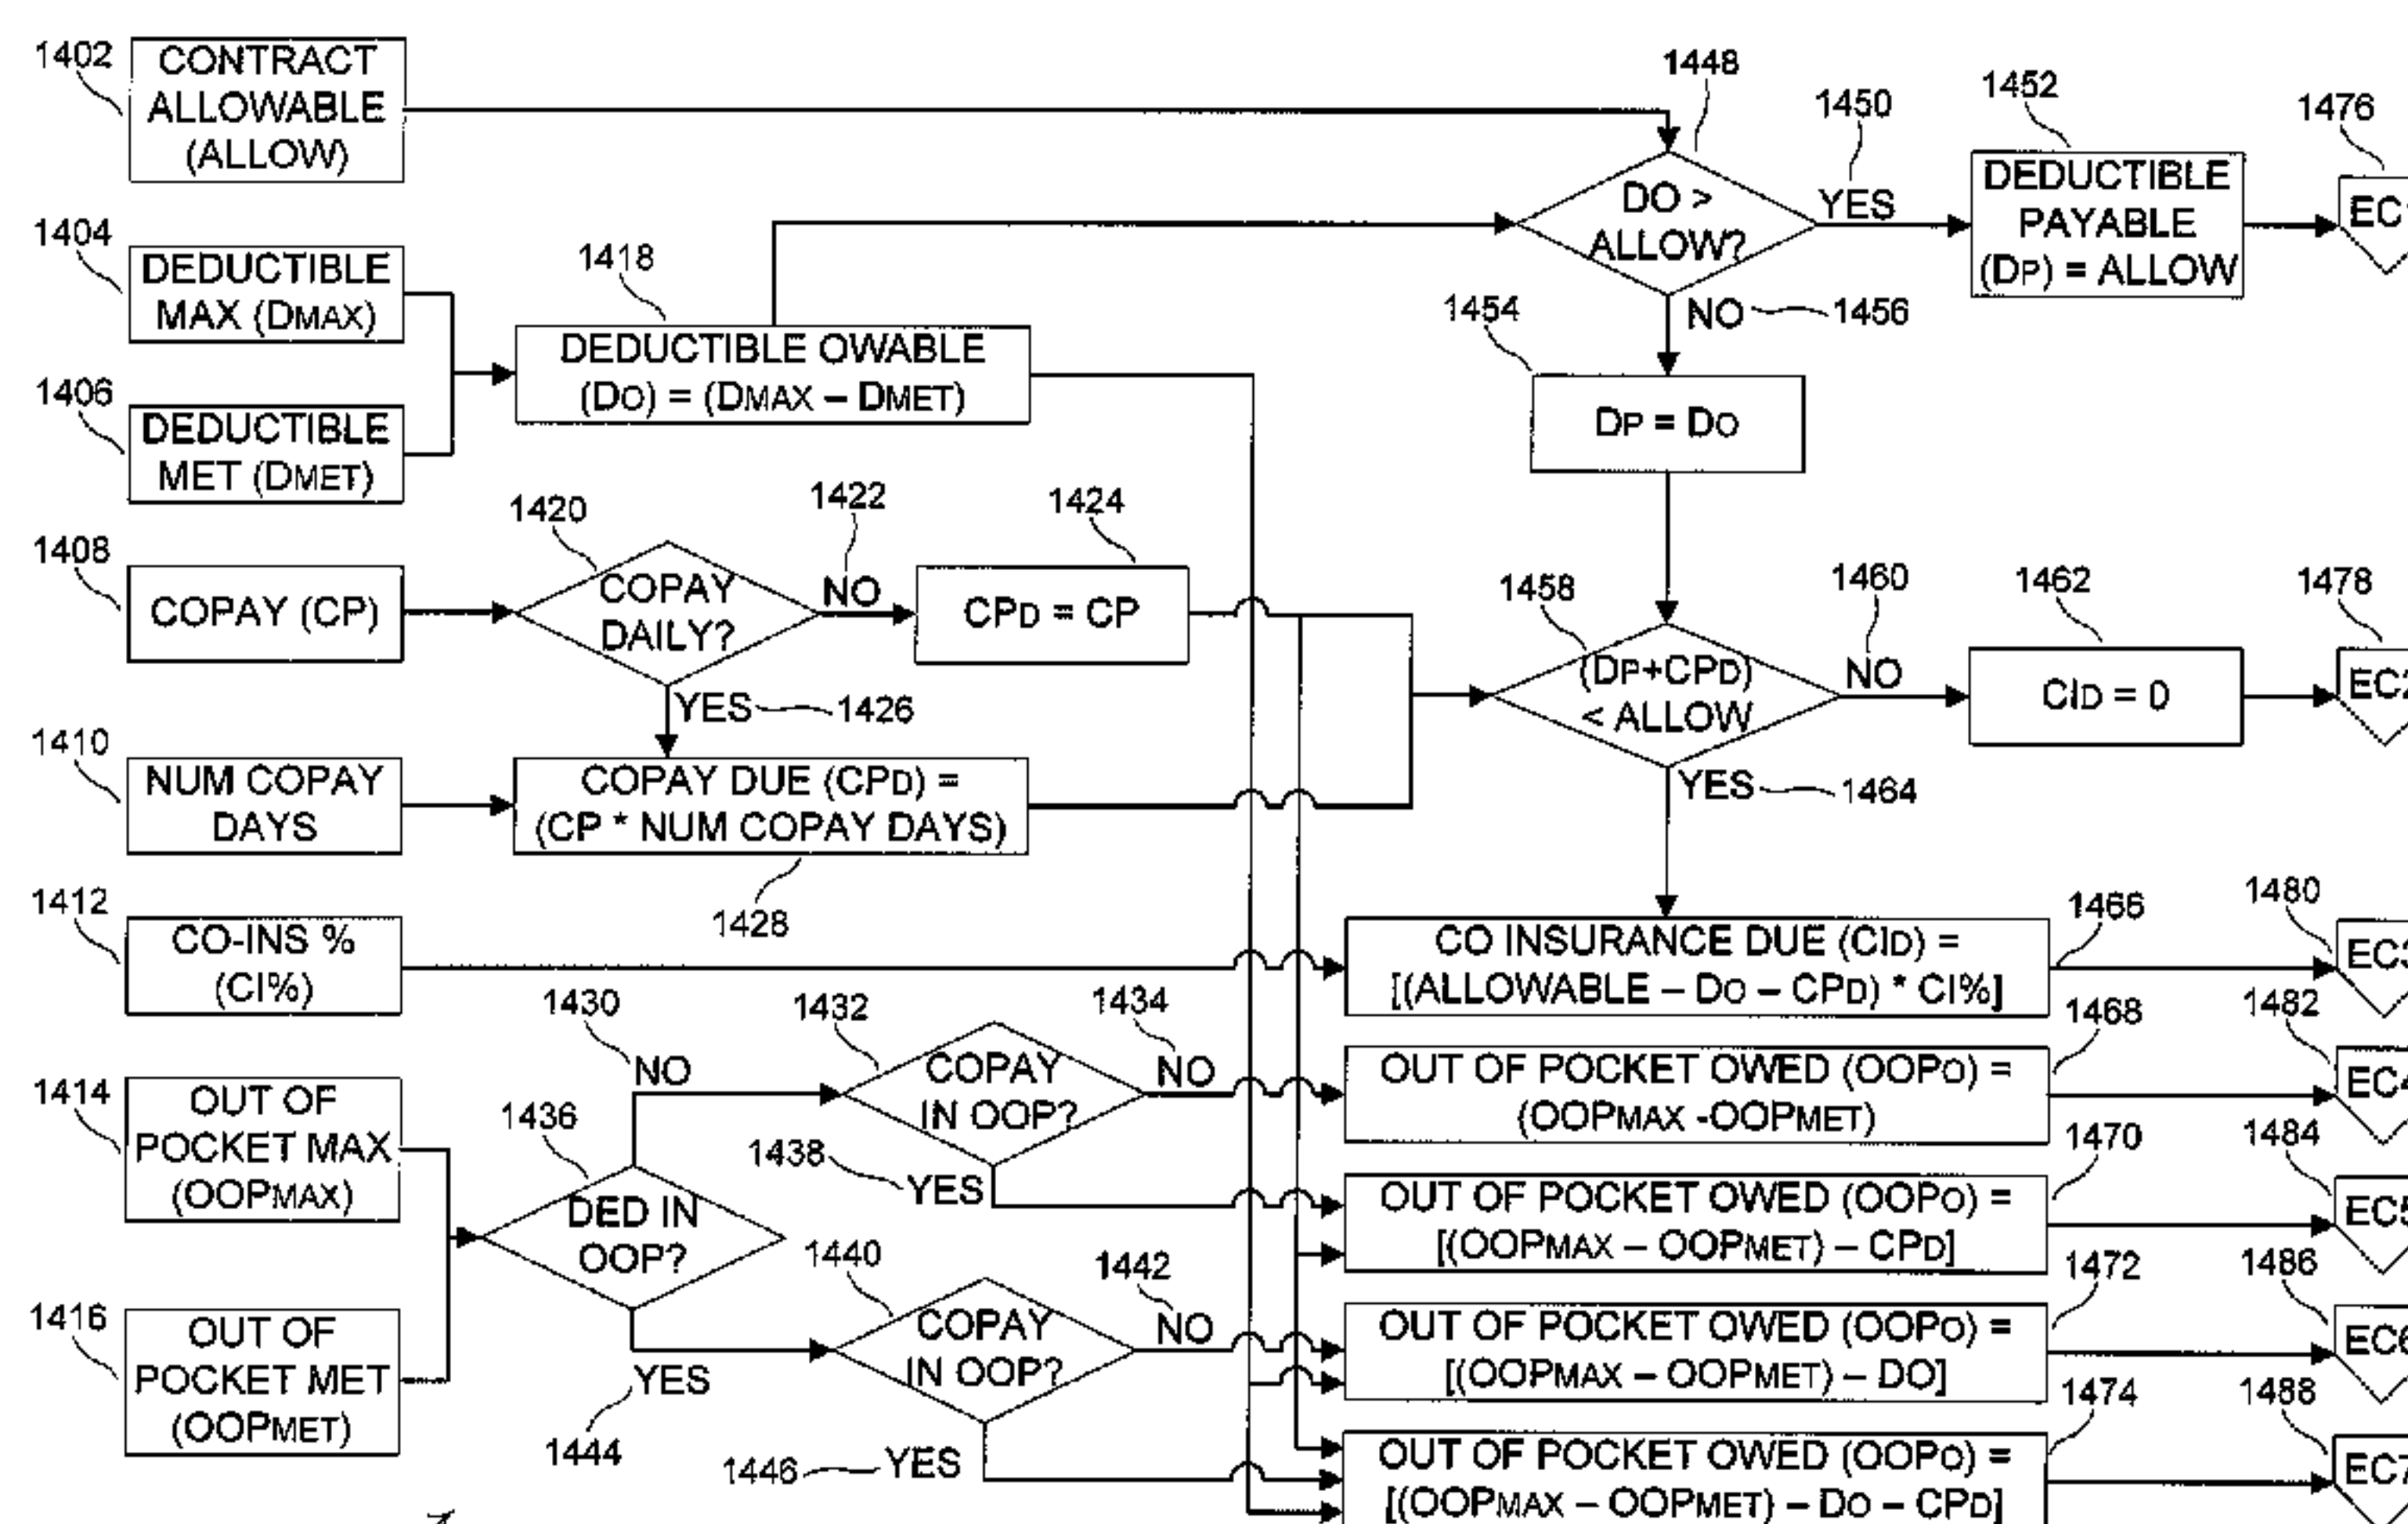 1402
CONTRACT
ALLOWABLE
(ALLOW)
1404
DEDUCTIBLE
MAX (DMAX)
1406
DEDUCTIBLE
MET (DMET)
1408
COPAY (CP)
1410
NUM COPAY
DAYS
1412
CO-INS %
(CI%)
1414
OUT OF
POCKET MAX
(OOPMAX)
1416
OUT OF
POCKET MET
(OOPMET)
1418
DEDUCTIBLE OWABLE
(DO) = (DMAX – DMET)
1420
COPAY
DAILY?
1422
NO
1424
CPD = CP
YES
1426
COPAY DUE (CPD) =
(CP * NUM COPAY DAYS)
1428
1430
NO
1432
COPAY
IN OOP?
1434
NO
1436
DED IN
OOP?
1438
YES
1440
COPAY
IN OOP?
1442
NO
YES
1444
1446
YES
1448
DO >
ALLOW?
1450
YES
1452
DEDUCTIBLE
PAYABLE
(DP) = ALLOW
1476
EC1
1454
NO
1456
DP = DO
1458
(DP+CPD)
< ALLOW
1460
NO
1462
CID = 0
1478
EC2
YES
1464
CO INSURANCE DUE (CID) =
[(ALLOWABLE – DO – CPD) * CI%]
1466
1480
EC3
OUT OF POCKET OWED (OOPO) =
(OOPMAX -OOPMET)
1468
1482
EC4
OUT OF POCKET OWED (OOPO) =
[(OOPMAX – OOPMET) – CPD]
1470
1484
EC5
OUT OF POCKET OWED (OOPO) =
[(OOPMAX – OOPMET) – DO]
1472
1486
EC6
OUT OF POCKET OWED (OOPO) =
[(OOPMAX – OOPMET) – DO – CPD]
1474
1488
EC7